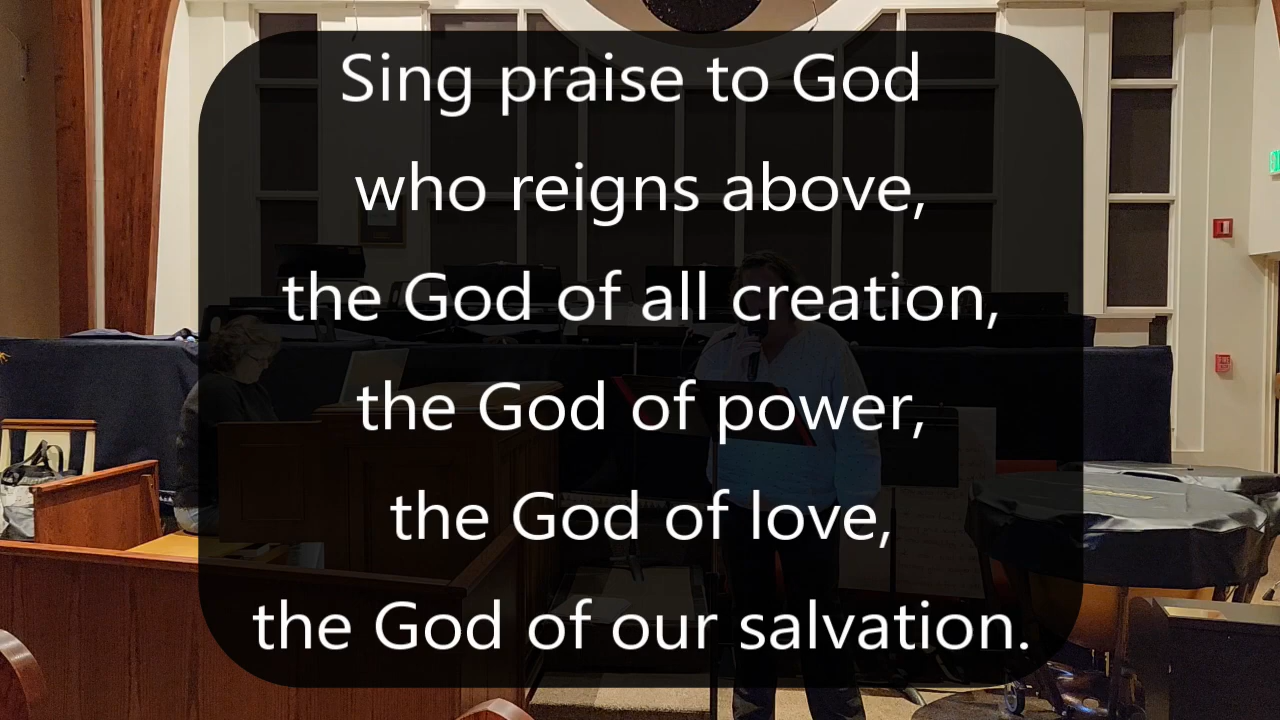 Sing praise to God
who reigns above,
the God of all creation,
the God of power,
the God of love,
the God of our salvation.